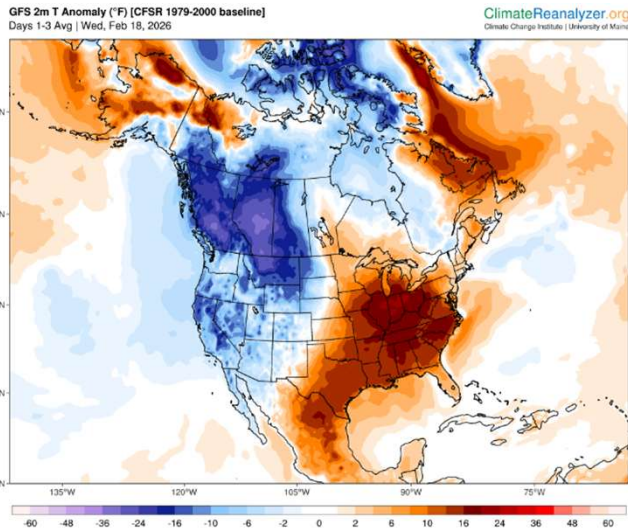 GFS 2m T Anomaly (°F) [CFSR 1979-2000 baseline]
Days 1-3 Avg | Wed, Feb 18, 2026
ClimateReanalyzer.org
Climate Change Institute | University of Maine
135°W 120°W 105°W 90°W 75°W
-60 -48 -36 -24 -16 -10 -6 -2 0 2 6 10 16 24 36 48 60